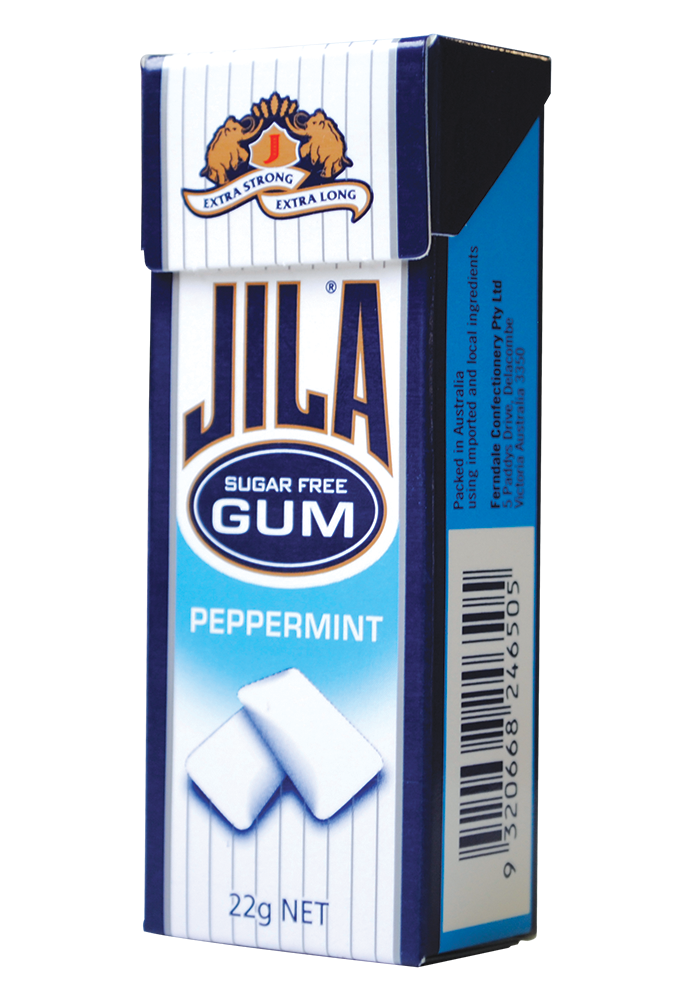 J
EXTRA STRONG
EXTRA LONG
JILA®
SUGAR FREE
GUM
PEPPERMINT
22g NET
Packed in Australia
using imported and local ingredients
Ferndale Confectionery Pty Ltd
5 Paddys Drive, Delacombe
Victoria Australia 3350
9 320668 246505